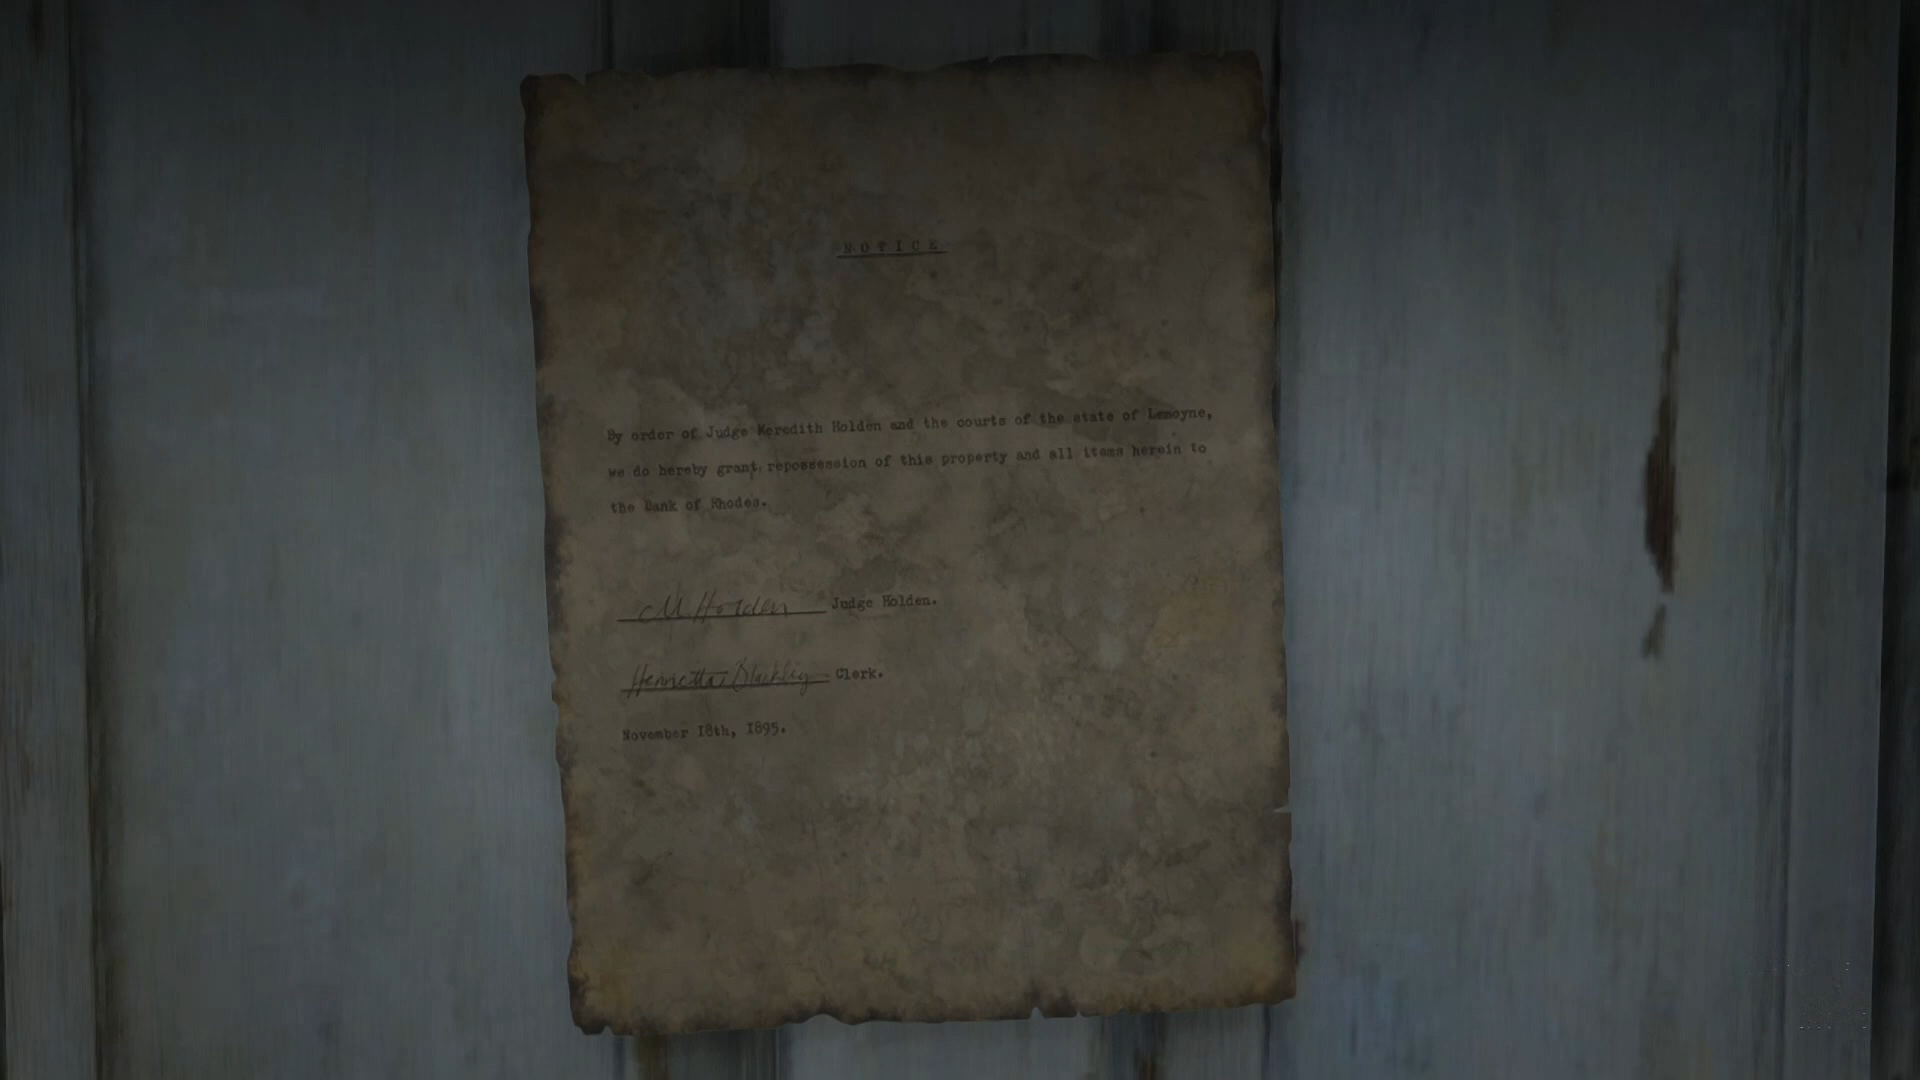 NOTICE
By order of Judge Meredith Holden and the courts of the state of Lemoyne,
we do hereby grant repossession of this property and all items herein to
the Bank of Rhodes.
M. Holden Judge Holden.
Henrietta Clerk.
November 18th, 1895.